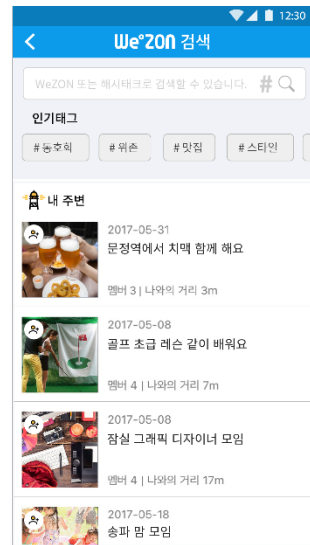 12:30
We°ZON 검색
WeZON 또는 해시태크로 검색할 수 있습니다. #
인기태그
#동호회 #위존 #맛집 #스타일
내 주변
2017-05-31
문정역에서 치맥 함께 해요
멤버 3 | 나와의 거리 3m
2017-05-08
골프 초급 레슨 같이 배워요
멤버 4 | 나와의 거리 7m
2017-05-08
잠실 그래픽 디자이너 모임
멤버 4 | 나와의 거리 17m
2017-05-18
송파 맘 모임